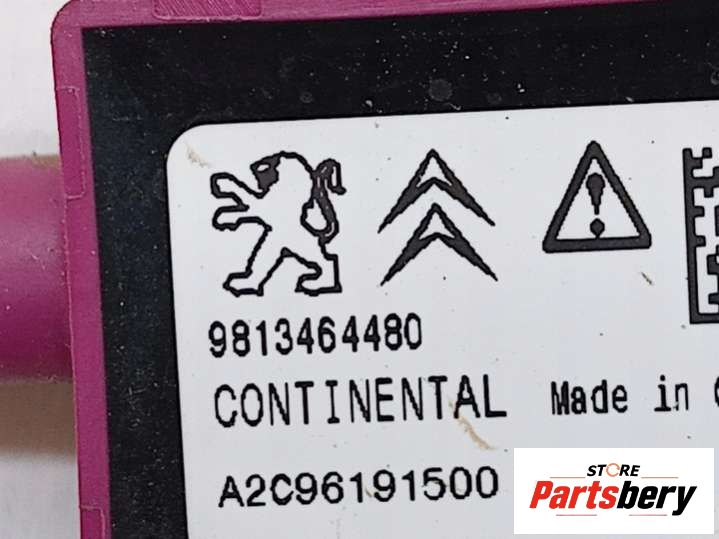 9813464480
CONTINENTAL Made in
A2C96191500
STORE
Partsbery